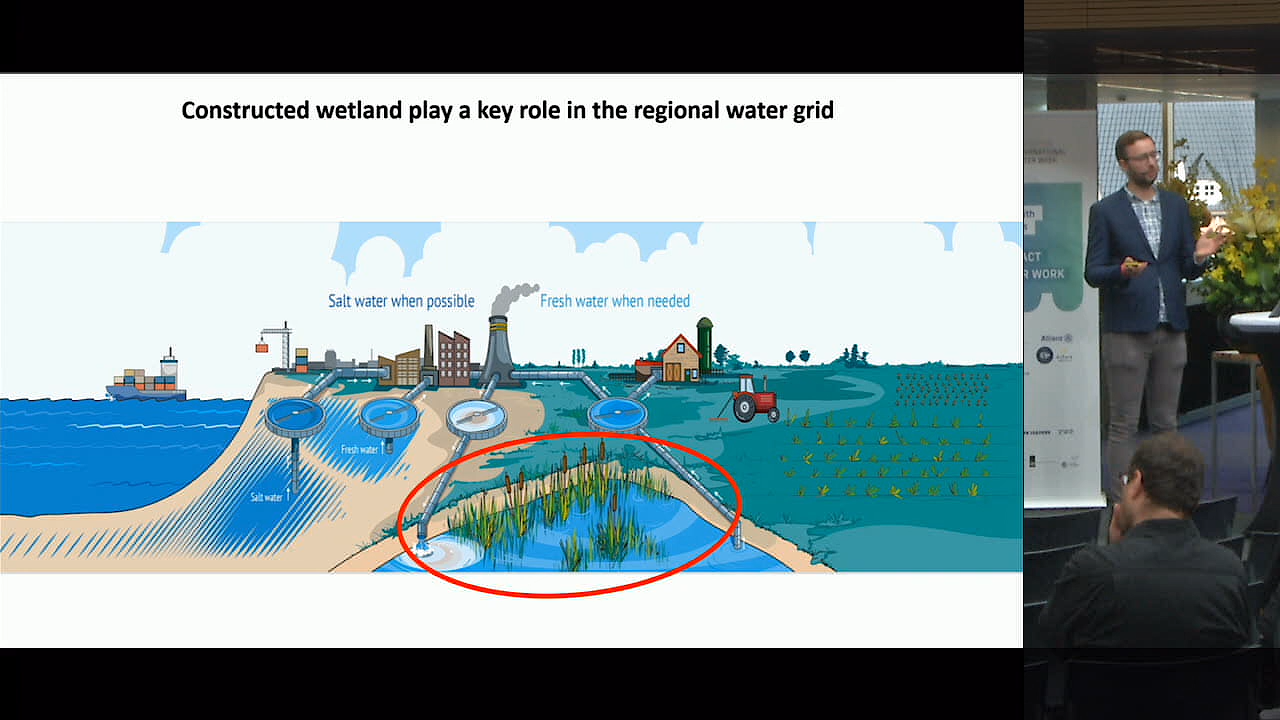 Constructed wetland play a key role in the regional water grid
Salt water when possible
Fresh water when needed
Fresh water
Salt water
WORK
Allient